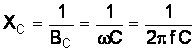 X_C = 1/B_C = 1/ωC = 1/2πfC